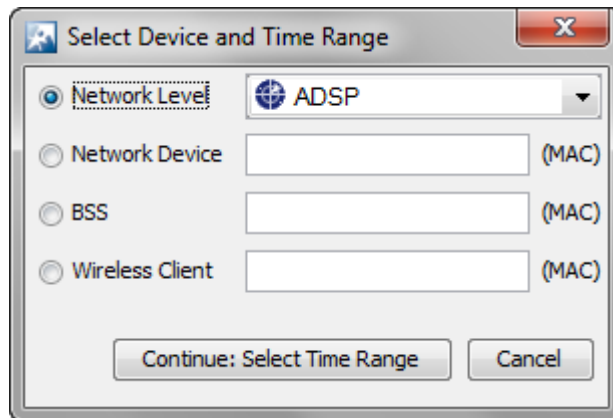 Select Device and Time Range
Network Level ADSP
Network Device (MAC)
BSS (MAC)
Wireless Client (MAC)
Continue: Select Time Range Cancel